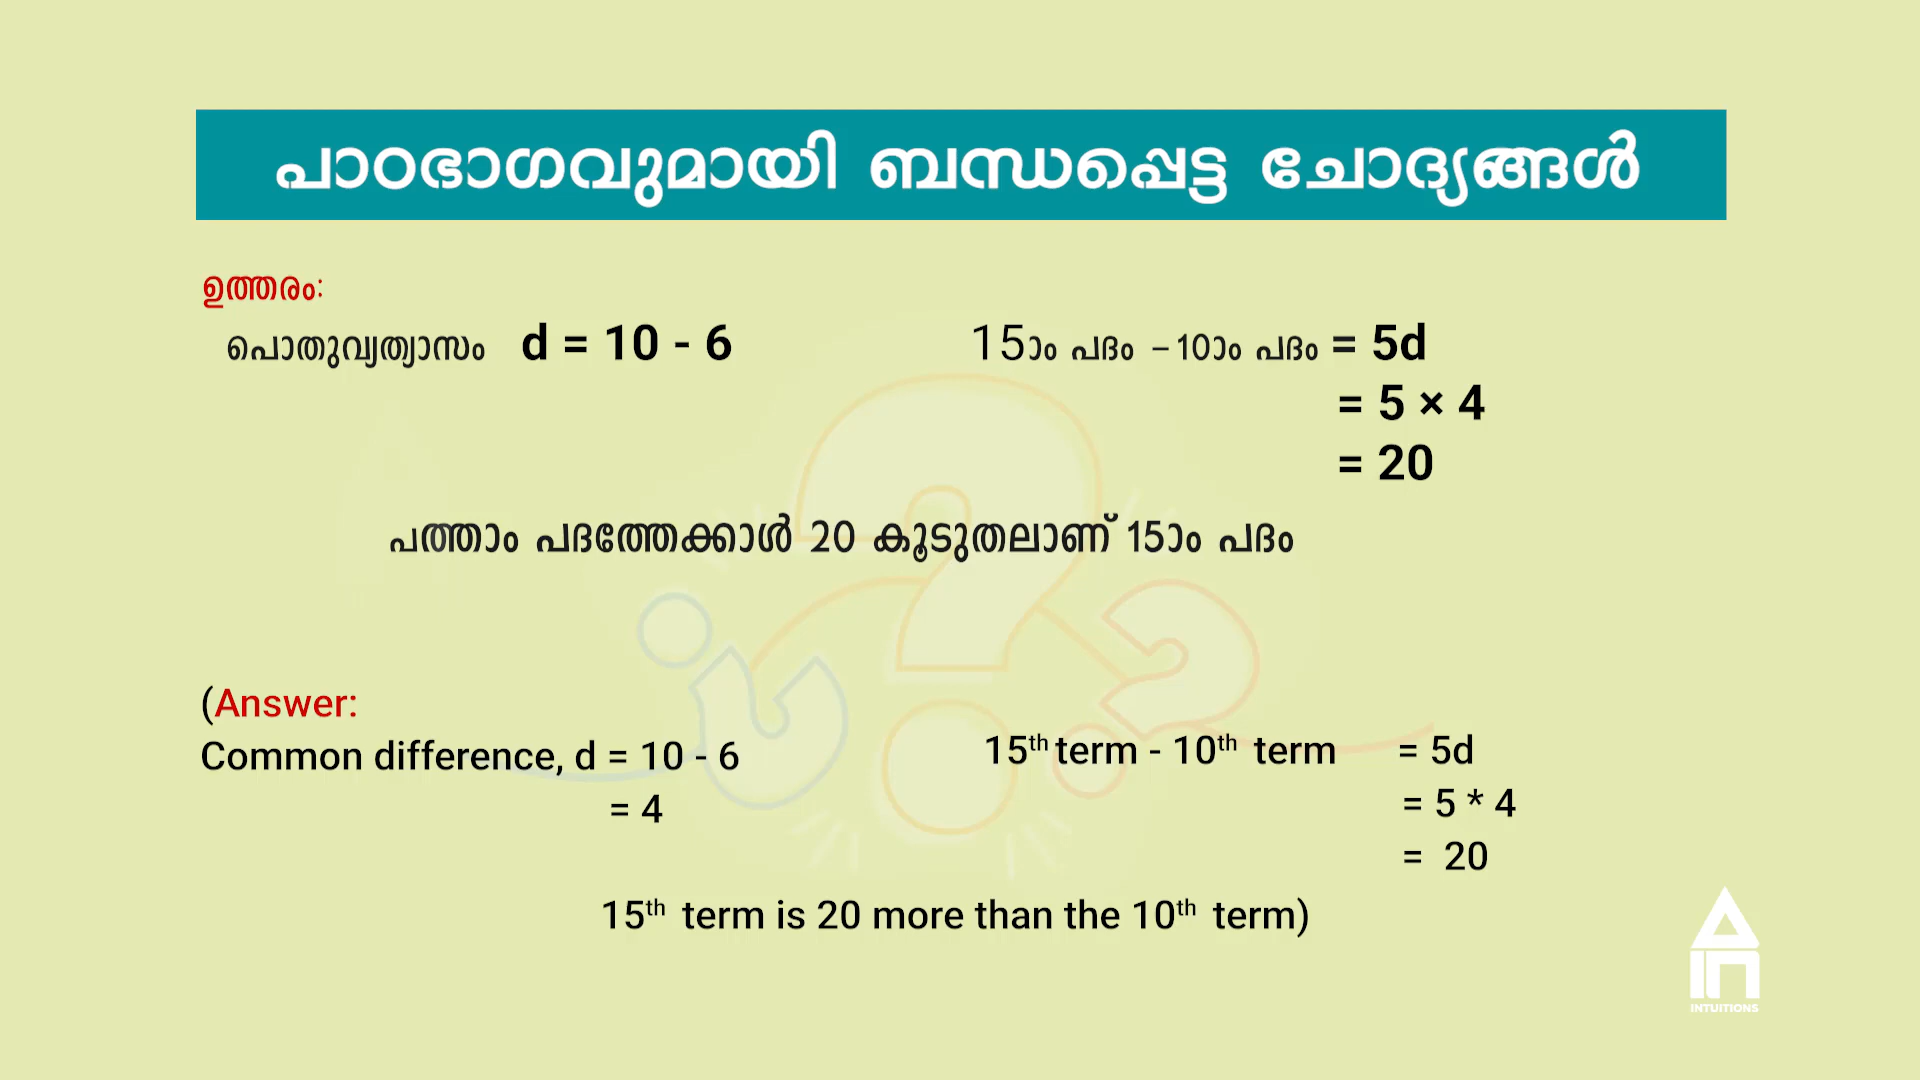 പാഠഭാഗവുമായി ബന്ധപ്പെട്ട ചോദ്യങ്ങൾ
ഉത്തരം:
പൊതുവ്യത്യാസം d = 10 - 6
15ാം പദം – 10ാം പദം = 5d
= 5 × 4
= 20
പത്താം പദത്തേക്കാൾ 20 കൂടുതലാണ് 15ാം പദം
(Answer:
Common difference, d = 10 - 6
= 4
15th term - 10th term = 5d
= 5 * 4
= 20
15th term is 20 more than the 10th term)
INTUITIONS